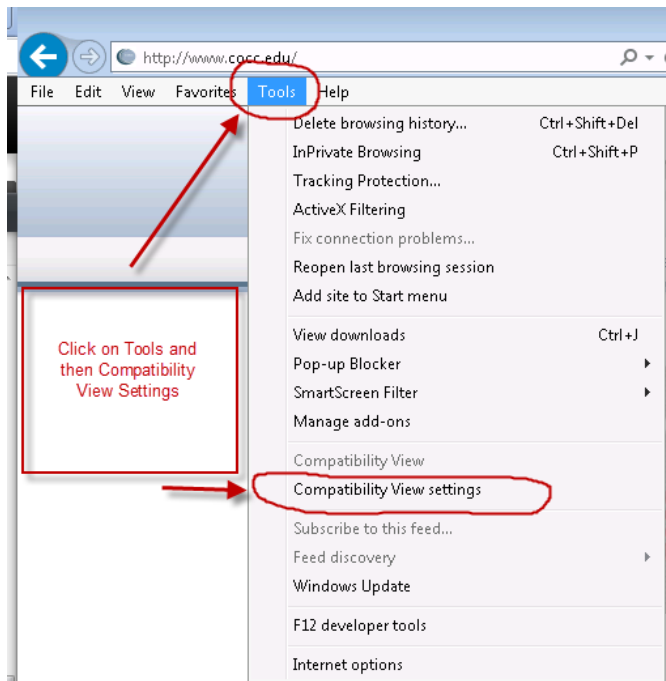 http://www.cocc.edu/
File Edit View Favorites Tools Help
Delete browsing history... Ctrl+Shift+Del
InPrivate Browsing Ctrl+Shift+P
Tracking Protection...
ActiveX Filtering
Fix connection problems...
Reopen last browsing session
Add site to Start menu
Click on Tools and
then Compatibility
View Settings
View downloads Ctrl+J
Pop-up Blocker
SmartScreen Filter
Manage add-ons
Compatibility View
Compatibility View settings
Subscribe to this feed...
Feed discovery
Windows Update
F12 developer tools
Internet options